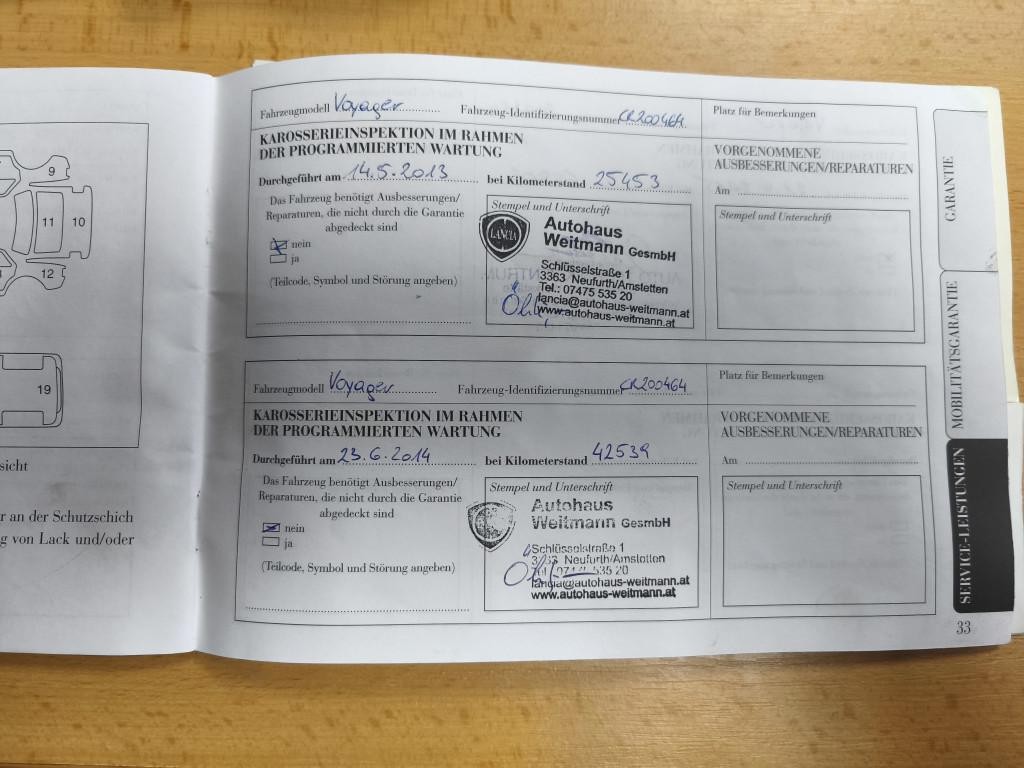 9
11
10
12
19
sicht
r an der Schutzschich
g von Lack und/oder
Fahrzeugmodell Voyager Fahrzeug-Identifizierungsnummer CR200464
KAROSSERIEINSPEKTION IM RAHMEN
DER PROGRAMMIERTEN WARTUNG
Durchgeführt am 14.5.2013 bei Kilometerstand 25453
Das Fahrzeug benötigt Ausbesserungen/
Reparaturen, die nicht durch die Garantie
abgedeckt sind
nein
ja
(Teilcode, Symbol und Störung angeben)
Stempel und Unterschrift
LANCIA
Autohaus
Weitmann GesmbH
Schlüsselstraße 1
3363 Neufurth/Amstetten
Tel.: 07475 535 20
lancia@autohaus-weitmann.at
www.autohaus-weitmann.at
Platz für Bemerkungen
VORGENOMMENE
AUSBESSERUNGEN/REPARATUREN
Am
Stempel und Unterschrift
Fahrzeugmodell Voyager Fahrzeug-Identifizierungsnummer CR200464
KAROSSERIEINSPEKTION IM RAHMEN
DER PROGRAMMIERTEN WARTUNG
Durchgeführt am 23.6.2014 bei Kilometerstand 42539
Das Fahrzeug benötigt Ausbesserungen/
Reparaturen, die nicht durch die Garantie
abgedeckt sind
nein
ja
(Teilcode, Symbol und Störung angeben)
Stempel und Unterschrift
Autohaus
Weitmann GesmbH
Schlüsselstraße 1
Neufurth/Amstetten
535 20
lancia@autohaus-weitmann.at
www.autohaus-weitmann.at
Platz für Bemerkungen
VORGENOMMENE
AUSBESSERUNGEN/REPARATUREN
Am
Stempel und Unterschrift
GARANTIE
MOBILITÄTSGARANTIE
SERVICE-LEISTUNGEN
33